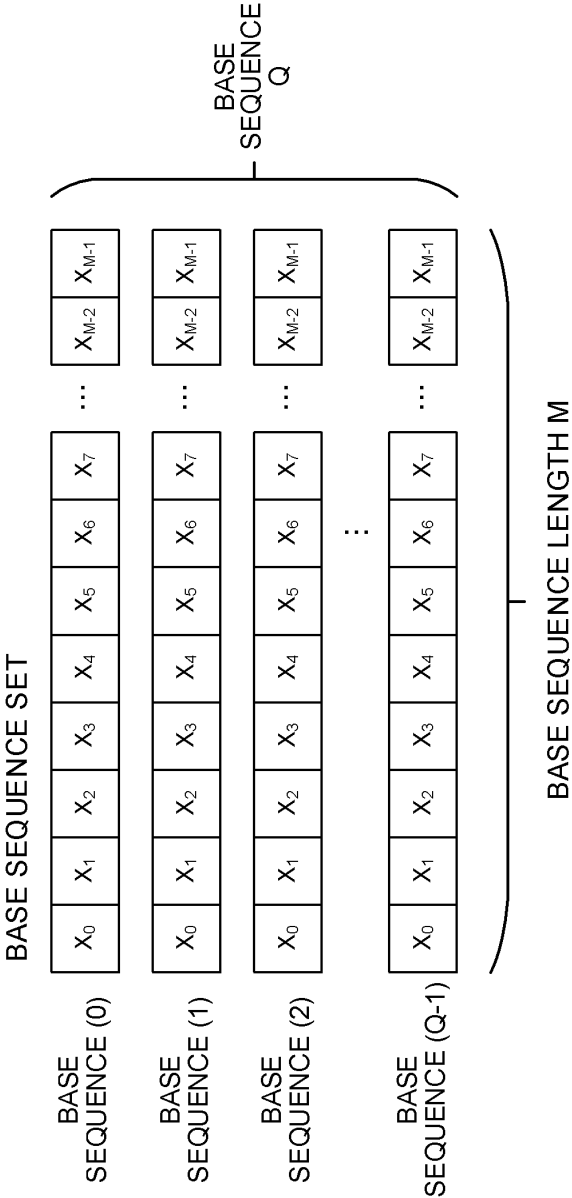 BASE SEQUENCE SET
BASE
SEQUENCE (0)
X0 X1 X2 X3 X4 X5 X6 X7 ... XM-2 XM-1
BASE
SEQUENCE (1)
X0 X1 X2 X3 X4 X5 X6 X7 ... XM-2 XM-1
BASE
SEQUENCE (2)
X0 X1 X2 X3 X4 X5 X6 X7 ... XM-2 XM-1
...
BASE
SEQUENCE (Q-1)
X0 X1 X2 X3 X4 X5 X6 X7 ... XM-2 XM-1
BASE
SEQUENCE
Q
BASE SEQUENCE LENGTH M